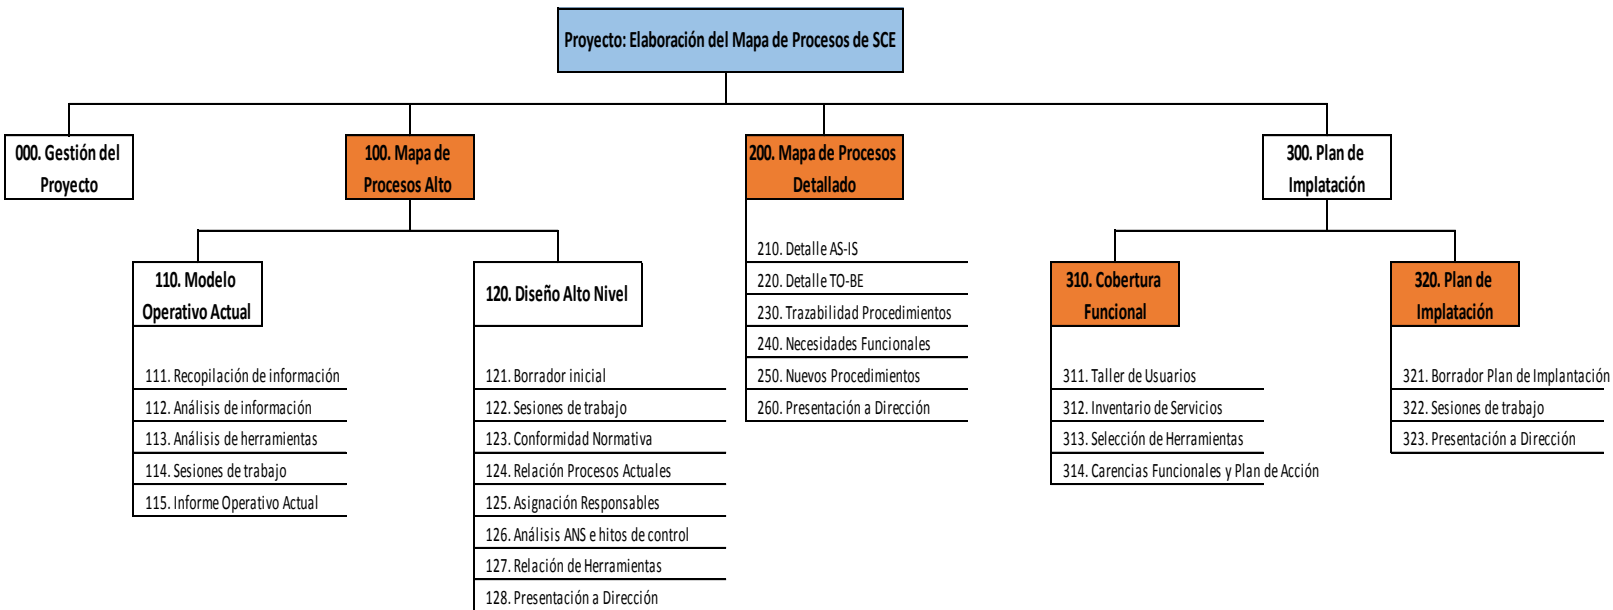 Proyecto: Elaboración del Mapa de Procesos de SCE
000. Gestión del
Proyecto
100. Mapa de
Procesos Alto
200. Mapa de Procesos
Detallado
300. Plan de
Implatación
110. Modelo
Operativo Actual
111. Recopilación de información
112. Análisis de información
113. Análisis de herramientas
114. Sesiones de trabajo
115. Informe Operativo Actual
120. Diseño Alto Nivel
121. Borrador inicial
122. Sesiones de trabajo
123. Conformidad Normativa
124. Relación Procesos Actuales
125. Asignación Responsables
126. Análisis ANS e hitos de control
127. Relación de Herramientas
128. Presentación a Dirección
210. Detalle AS-IS
220. Detalle TO-BE
230. Trazabilidad Procedimientos
240. Necesidades Funcionales
250. Nuevos Procedimientos
260. Presentación a Dirección
310. Cobertura
Funcional
311. Taller de Usuarios
312. Inventario de Servicios
313. Selección de Herramientas
314. Carencias Funcionales y Plan de Acción
320. Plan de
Implatación
321. Borrador Plan de Implantación
322. Sesiones de trabajo
323. Presentación a Dirección